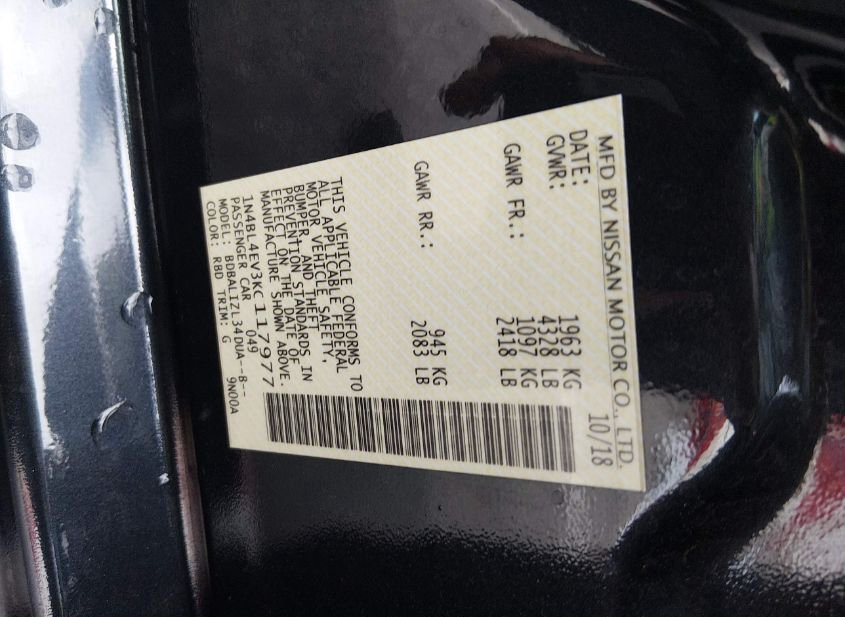 MFD BY NISSAN MOTOR CO., LTD.
DATE: 10/18
GVWR: 1963 KG
4328 LB
GAWR FR.: 1097 KG
2418 LB
GAWR RR.: 945 KG
2083 LB
THIS VEHICLE CONFORMS TO
ALL APPLICABLE FEDERAL
MOTOR VEHICLE SAFETY,
BUMPER, AND THEFT
PREVENTION STANDARDS IN
EFFECT ON THE DATE OF
MANUFACTURE SHOWN ABOVE.
1N4BL4EV3KC117977
PASSENGER CAR 049
MODEL: BDBALIZL34DUA--B-- 9N00A
COLOR: RBD TRIM: G